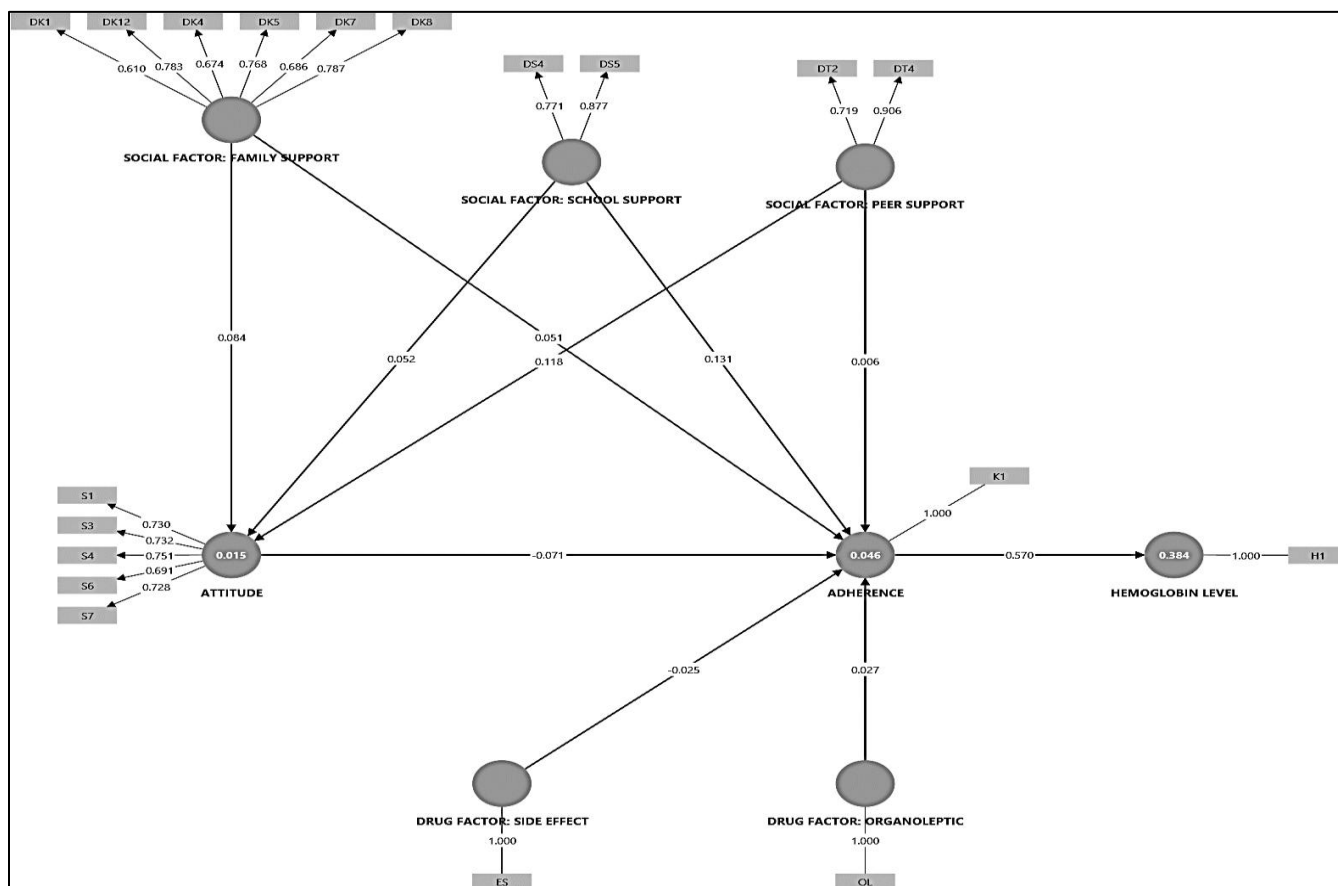 DK1 DK12 DK4 DK5 DK7 DK8
0.610 0.783 0.674 0.768 0.686 0.787
DS4 DS5
0.771 0.877
DT2 DT4
0.719 0.906
SOCIAL FACTOR: FAMILY SUPPORT
SOCIAL FACTOR: SCHOOL SUPPORT
SOCIAL FACTOR: PEER SUPPORT
0.084
0.052
0.051
0.118
0.131
0.006
S1
S3
S4
S6
S7
0.730
0.732
0.751
0.691
0.728
0.015
ATTITUDE
-0.071
K1
1.000
0.046
ADHERENCE
0.570
0.384
HEMOGLOBIN LEVEL
1.000
H1
-0.025
0.027
DRUG FACTOR: SIDE EFFECT
DRUG FACTOR: ORGANOLEPTIC
1.000
1.000
ES
OL